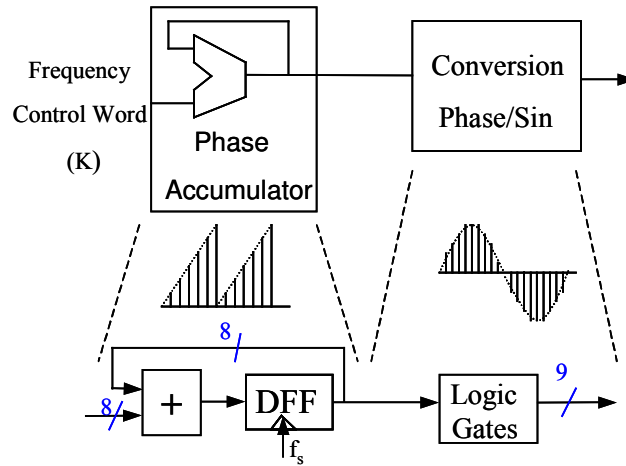 Frequency
Control Word
(K)
Phase
Accumulator
Conversion
Phase/Sin
8
8
+
DFF
fs
Logic
Gates
9